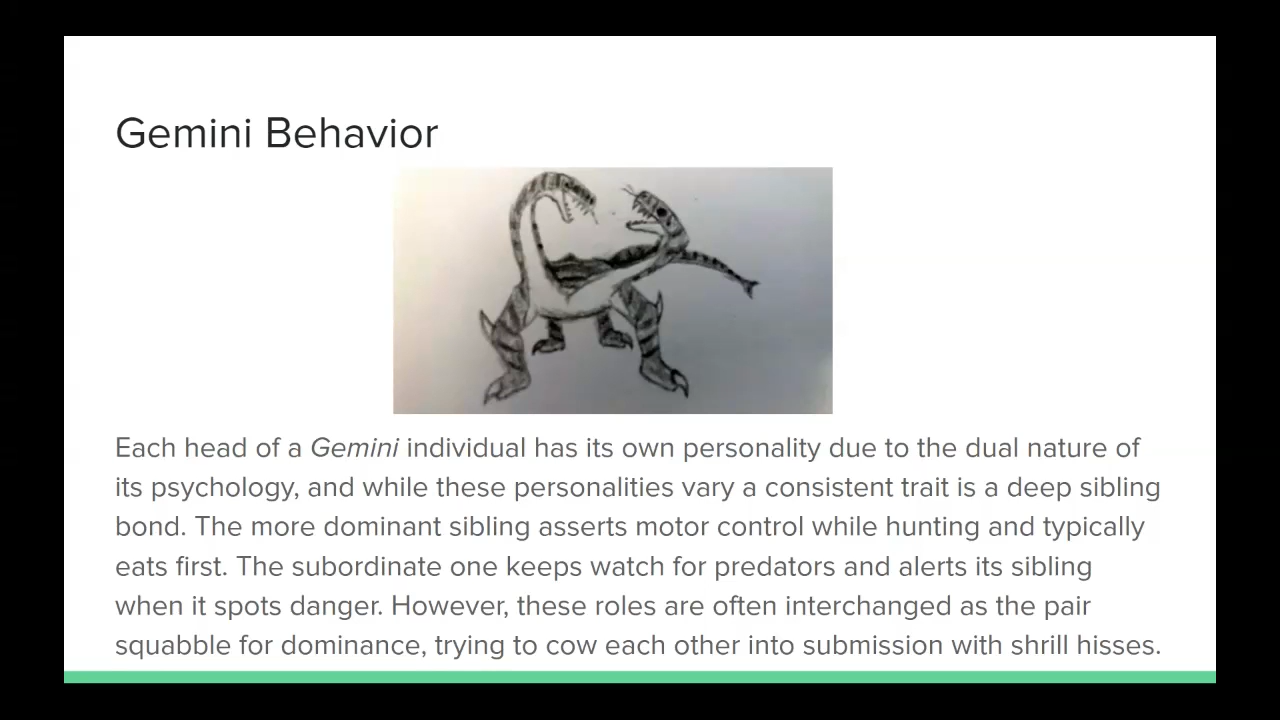 Gemini Behavior
Each head of a Gemini individual has its own personality due to the dual nature of
its psychology, and while these personalities vary a consistent trait is a deep sibling
bond. The more dominant sibling asserts motor control while hunting and typically
eats first. The subordinate one keeps watch for predators and alerts its sibling
when it spots danger. However, these roles are often interchanged as the pair
squabble for dominance, trying to cow each other into submission with shrill hisses.